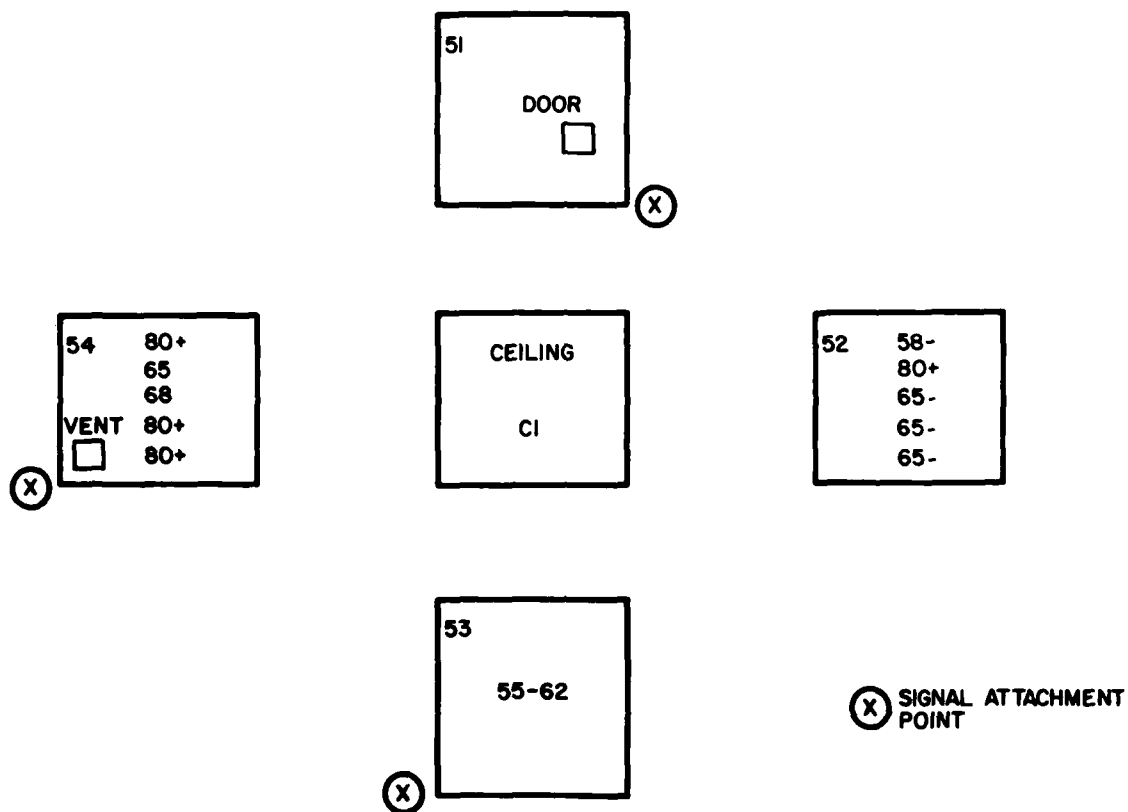 51
DOOR
X
54
80+
65
68
VENT
80+
80+
X
CEILING
C1
52
58-
80+
65-
65-
65-
53
55-62
X
X
SIGNAL ATTACHMENT
POINT